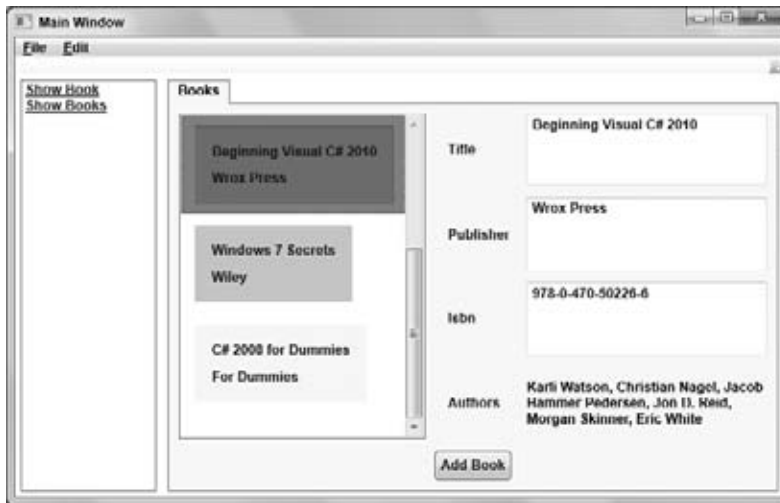 Main Window
File Edit
Show Book
Show Books
Books
Beginning Visual C# 2010
Wrox Press
Windows 7 Secrets
Wiley
C# 2008 for Dummies
For Dummies
Title
Beginning Visual C# 2010
Publisher
Wrox Press
Isbn
978-0-470-50226-6
Authors
Karli Watson, Christian Nagel, Jacob
Hammer Pedersen, Jon D. Reid,
Morgan Skinner, Eric White
Add Book